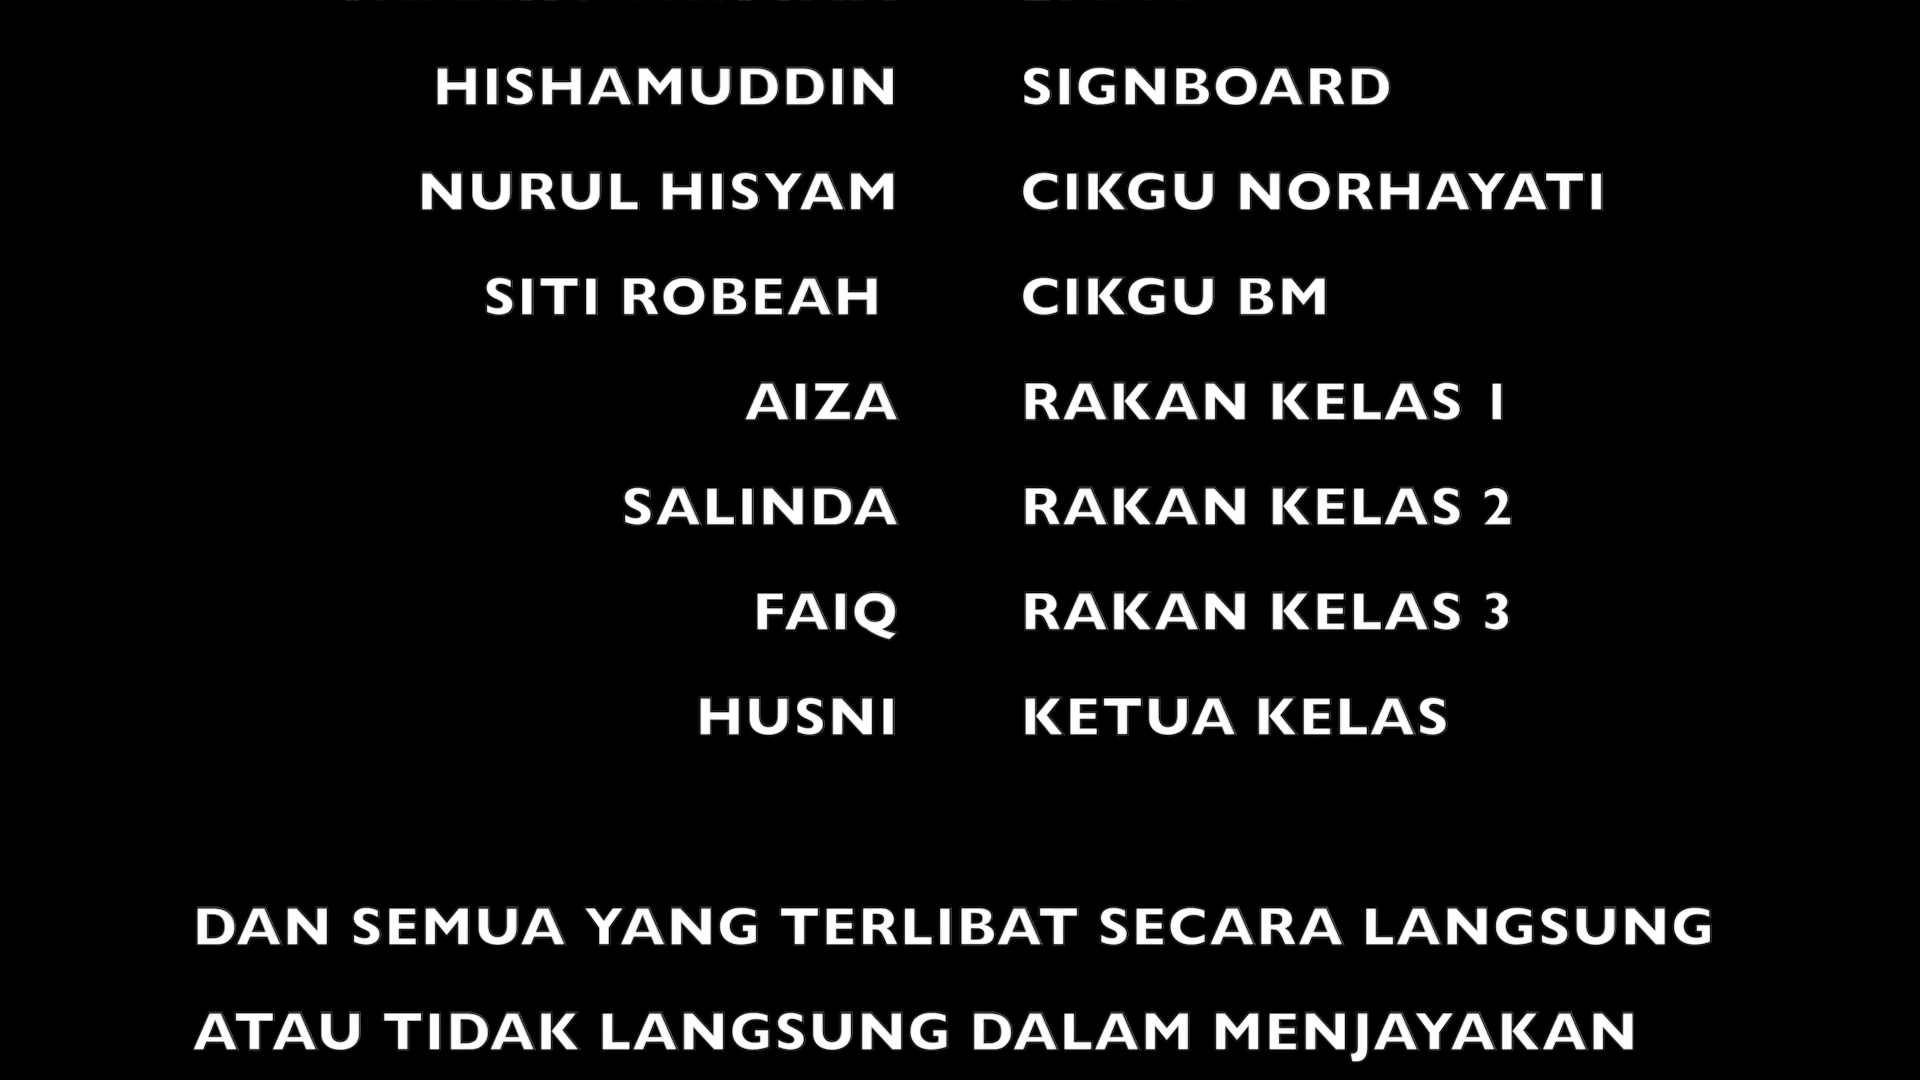 HISHAMUDDIN SIGNBOARD
NURUL HISYAM CIKGU NORHAYATI
SITI ROBEAH CIKGU BM
AIZA RAKAN KELAS 1
SALINDA RAKAN KELAS 2
FAIQ RAKAN KELAS 3
HUSNI KETUA KELAS
DAN SEMUA YANG TERLIBAT SECARA LANGSUNG
ATAU TIDAK LANGSUNG DALAM MENJAYAKAN